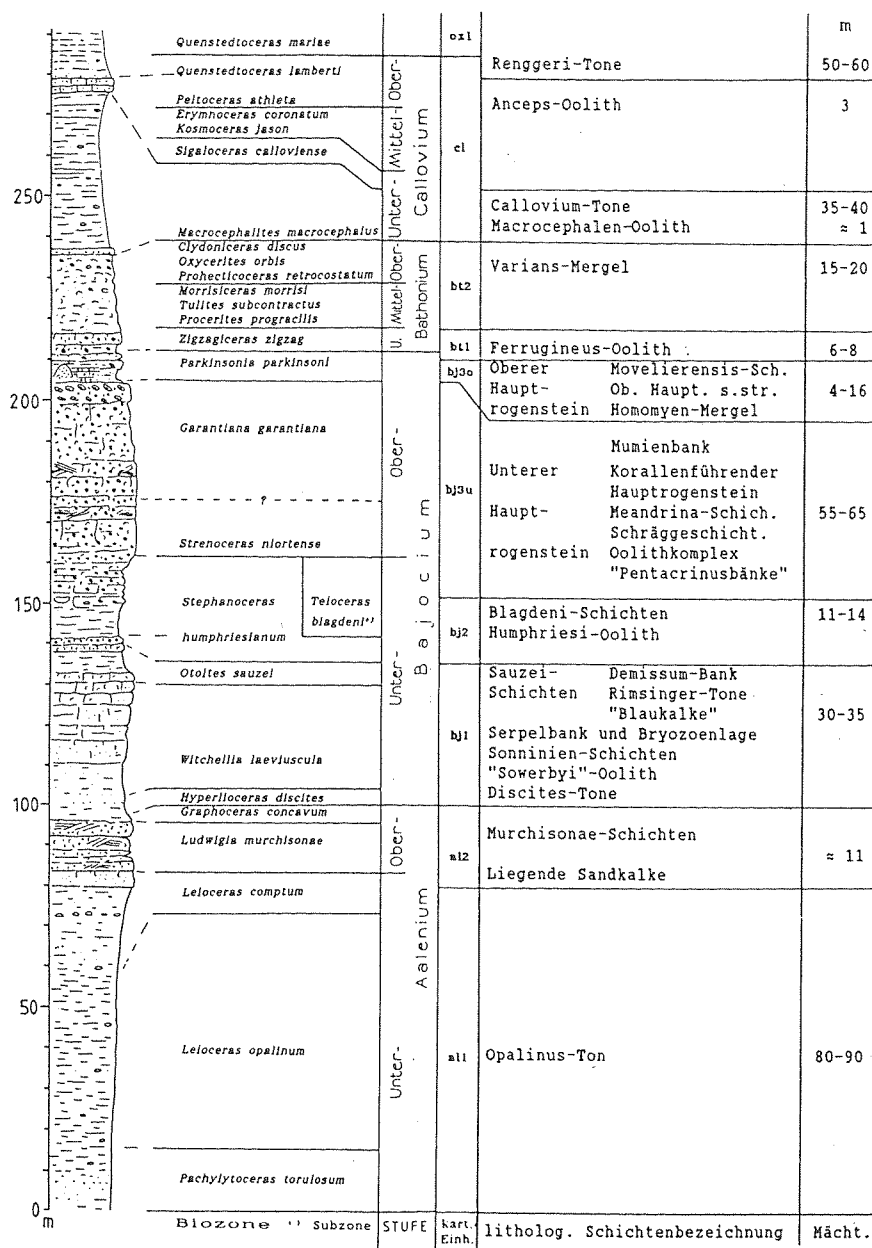 m
Quenstedtoceras mariae
ox1
Quenstedtoceras lamberti
Ober-
Renggeri-Tone 50-60
Peltoceras athleta
Anceps-Oolith 3
Erymnoceras coronatum
Kosmoceras jason
Mittel-
Sigaloceras calloviense
cl
Callovium
250
Unter-
Callovium-Tone 35-40
Macrocephalites macrocephalus
Macrocephalen-Oolith ≈ 1
Clydoniceras discus
Oxycerites orbis
Prohecticoceras retrocostatum
Ober-
bt2
Varians-Mergel 15-20
Morrisiceras morrisi
Tulites subcontractus
Procerites progracilis
Mittel-
Bathonium
Zigzagiceras zigzag
U.
bt1
Ferrugineus-Oolith 6-8
Parkinsonia parkinsoni
bj3o
Oberer Movelierensis-Sch.
Haupt- Ob. Haupt. s.str. 4-16
rogenstein Homomyen-Mergel
200
Garantiana garantiana
Ober-
Mumienbank
bj3u
Unterer Korallenführender
Hauptrogenstein
?
Haupt- Meandrina-Schich. 55-65
Schräggeschicht.
Strenoceras niortense
rogenstein Oolithkomplex
"Pentacrinusbänke"
Bajocium
150
Stephanoceras
humphriesianum
Teloceras
blagdeni*)
bj2
Blagdeni-Schichten 11-14
Humphriesi-Oolith
Otoites sauzei
Unter-
Sauzei- Demissum-Bank
Schichten Rimsinger-Tone
"Blaukalke" 30-35
bj1
Serpelbank und Bryozoenlage
Witchellia laeviuscula
Sonninien-Schichten
"Sowerbyi"-Oolith
Hyperlioceras discites
Discites-Tone
100
Graphoceras concavum
Ludwigia murchisonae
Ober-
al2
Murchisonae-Schichten
≈ 11
Liegende Sandkalke
Leioceras comptum
Aalenium
50
Leioceras opalinum
Unter-
al1
Opalinus-Ton 80-90
Pachylytoceras torulosum
0
m
Biozone *) Subzone STUFE kart. Einh. litholog. Schichtenbezeichnung Mächt.